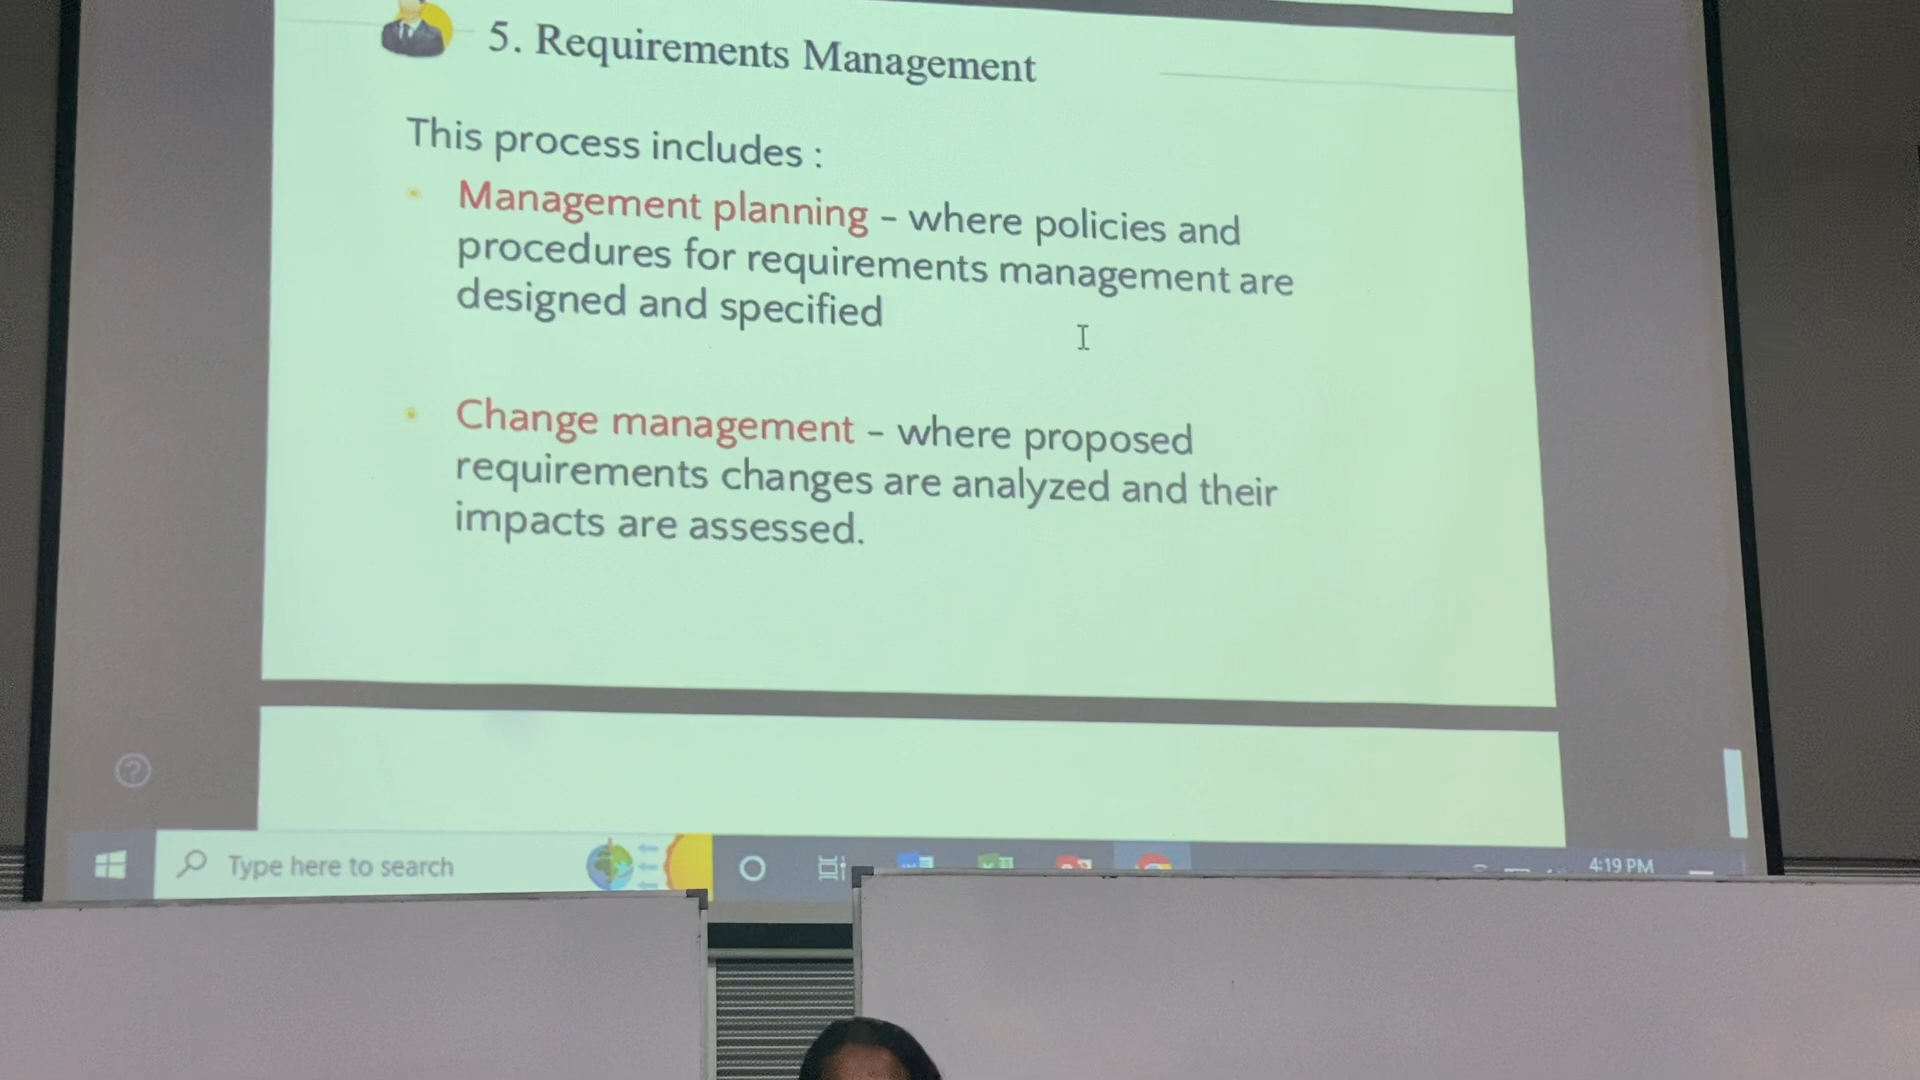 5. Requirements Management
This process includes :
Management planning – where policies and
procedures for requirements management are
designed and specified
Change management – where proposed
requirements changes are analyzed and their
impacts are assessed.
?
Type here to search
4:19 PM